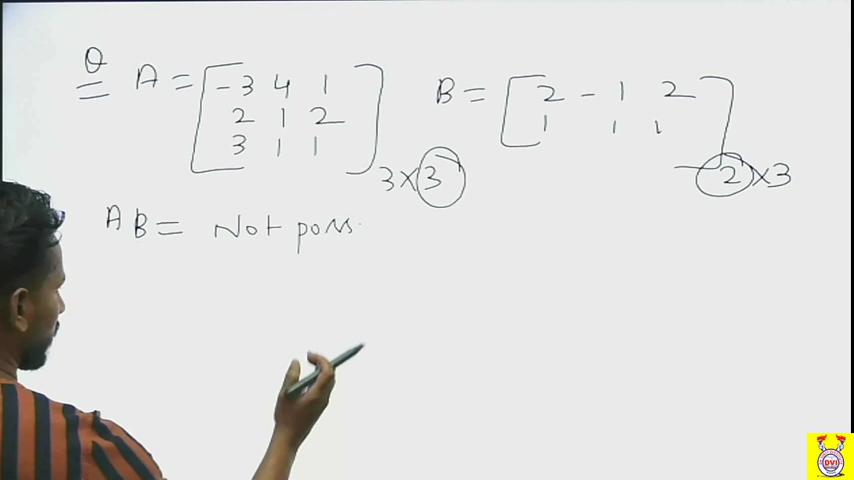 Q A = [-3 4 1 B = [2 -1 2
2 1 2 1 1 1
3 1 1] 3×3 ] 2×3
AB = Not poss.
DVI